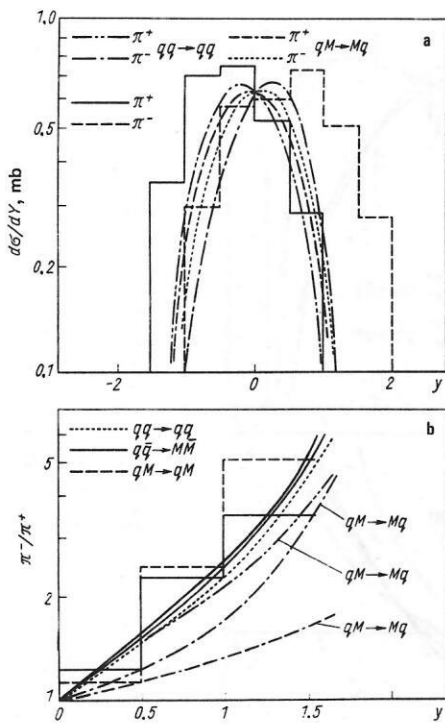 1,0
π⁺
π⁻ qq→qq
π⁺
π⁻ qM→Mq
a
π⁺
π⁻
0.5
0.2
0.1
dσ/dY, mb
-2 0 2 y
qq→qq
qq̄→MM̄
qM→qM
b
5
2
1
π⁻/π⁺
qM→Mq
qM→Mq
qM→Mq
0 0.5 1 1.5 y